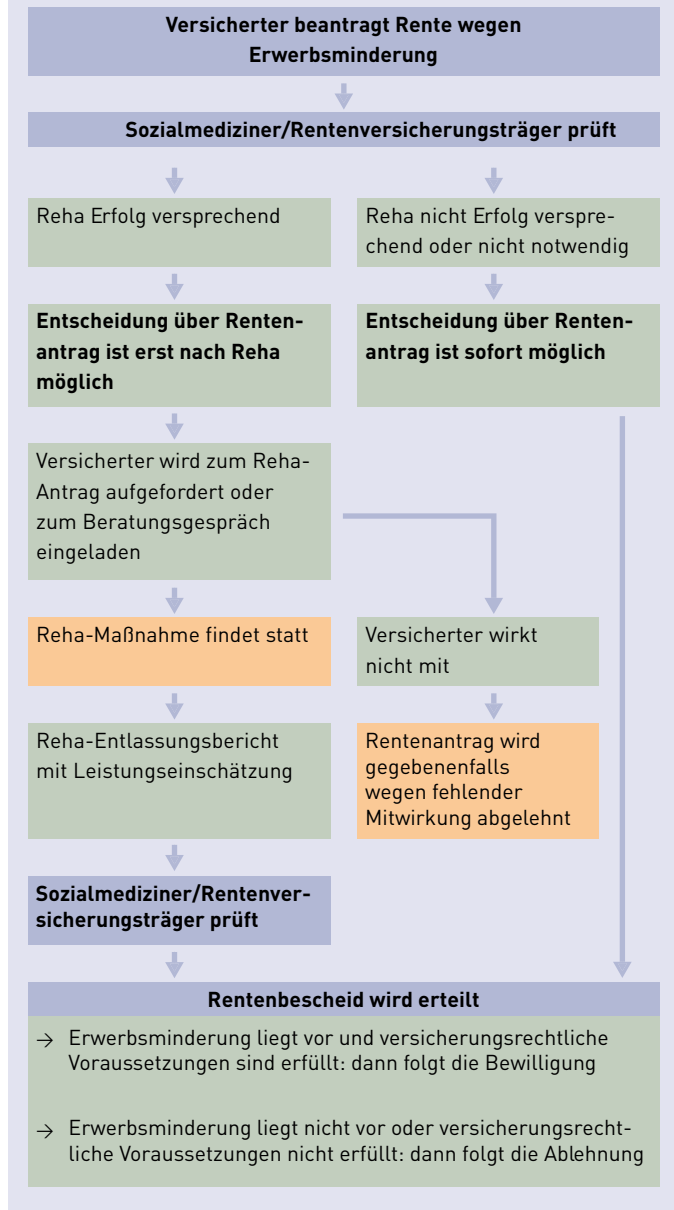 Versicherter beantragt Rente wegen
Erwerbsminderung
Sozialmediziner/Rentenversicherungsträger prüft
Reha Erfolg versprechend
Reha nicht Erfolg verspre-
chend oder nicht notwendig
Entscheidung über Renten-
antrag ist erst nach Reha
möglich
Entscheidung über Renten-
antrag ist sofort möglich
Versicherter wird zum Reha-
Antrag aufgefordert oder
zum Beratungsgespräch
eingeladen
Reha-Maßnahme findet statt
Versicherter wirkt
nicht mit
Reha-Entlassungsbericht
mit Leistungseinschätzung
Rentenantrag wird
gegebenenfalls
wegen fehlender
Mitwirkung abgelehnt
Sozialmediziner/Rentenver-
sicherungsträger prüft
Rentenbescheid wird erteilt
→ Erwerbsminderung liegt vor und versicherungsrechtliche
Voraussetzungen sind erfüllt: dann folgt die Bewilligung
→ Erwerbsminderung liegt nicht vor oder versicherungsrecht-
liche Voraussetzungen nicht erfüllt: dann folgt die Ablehnung